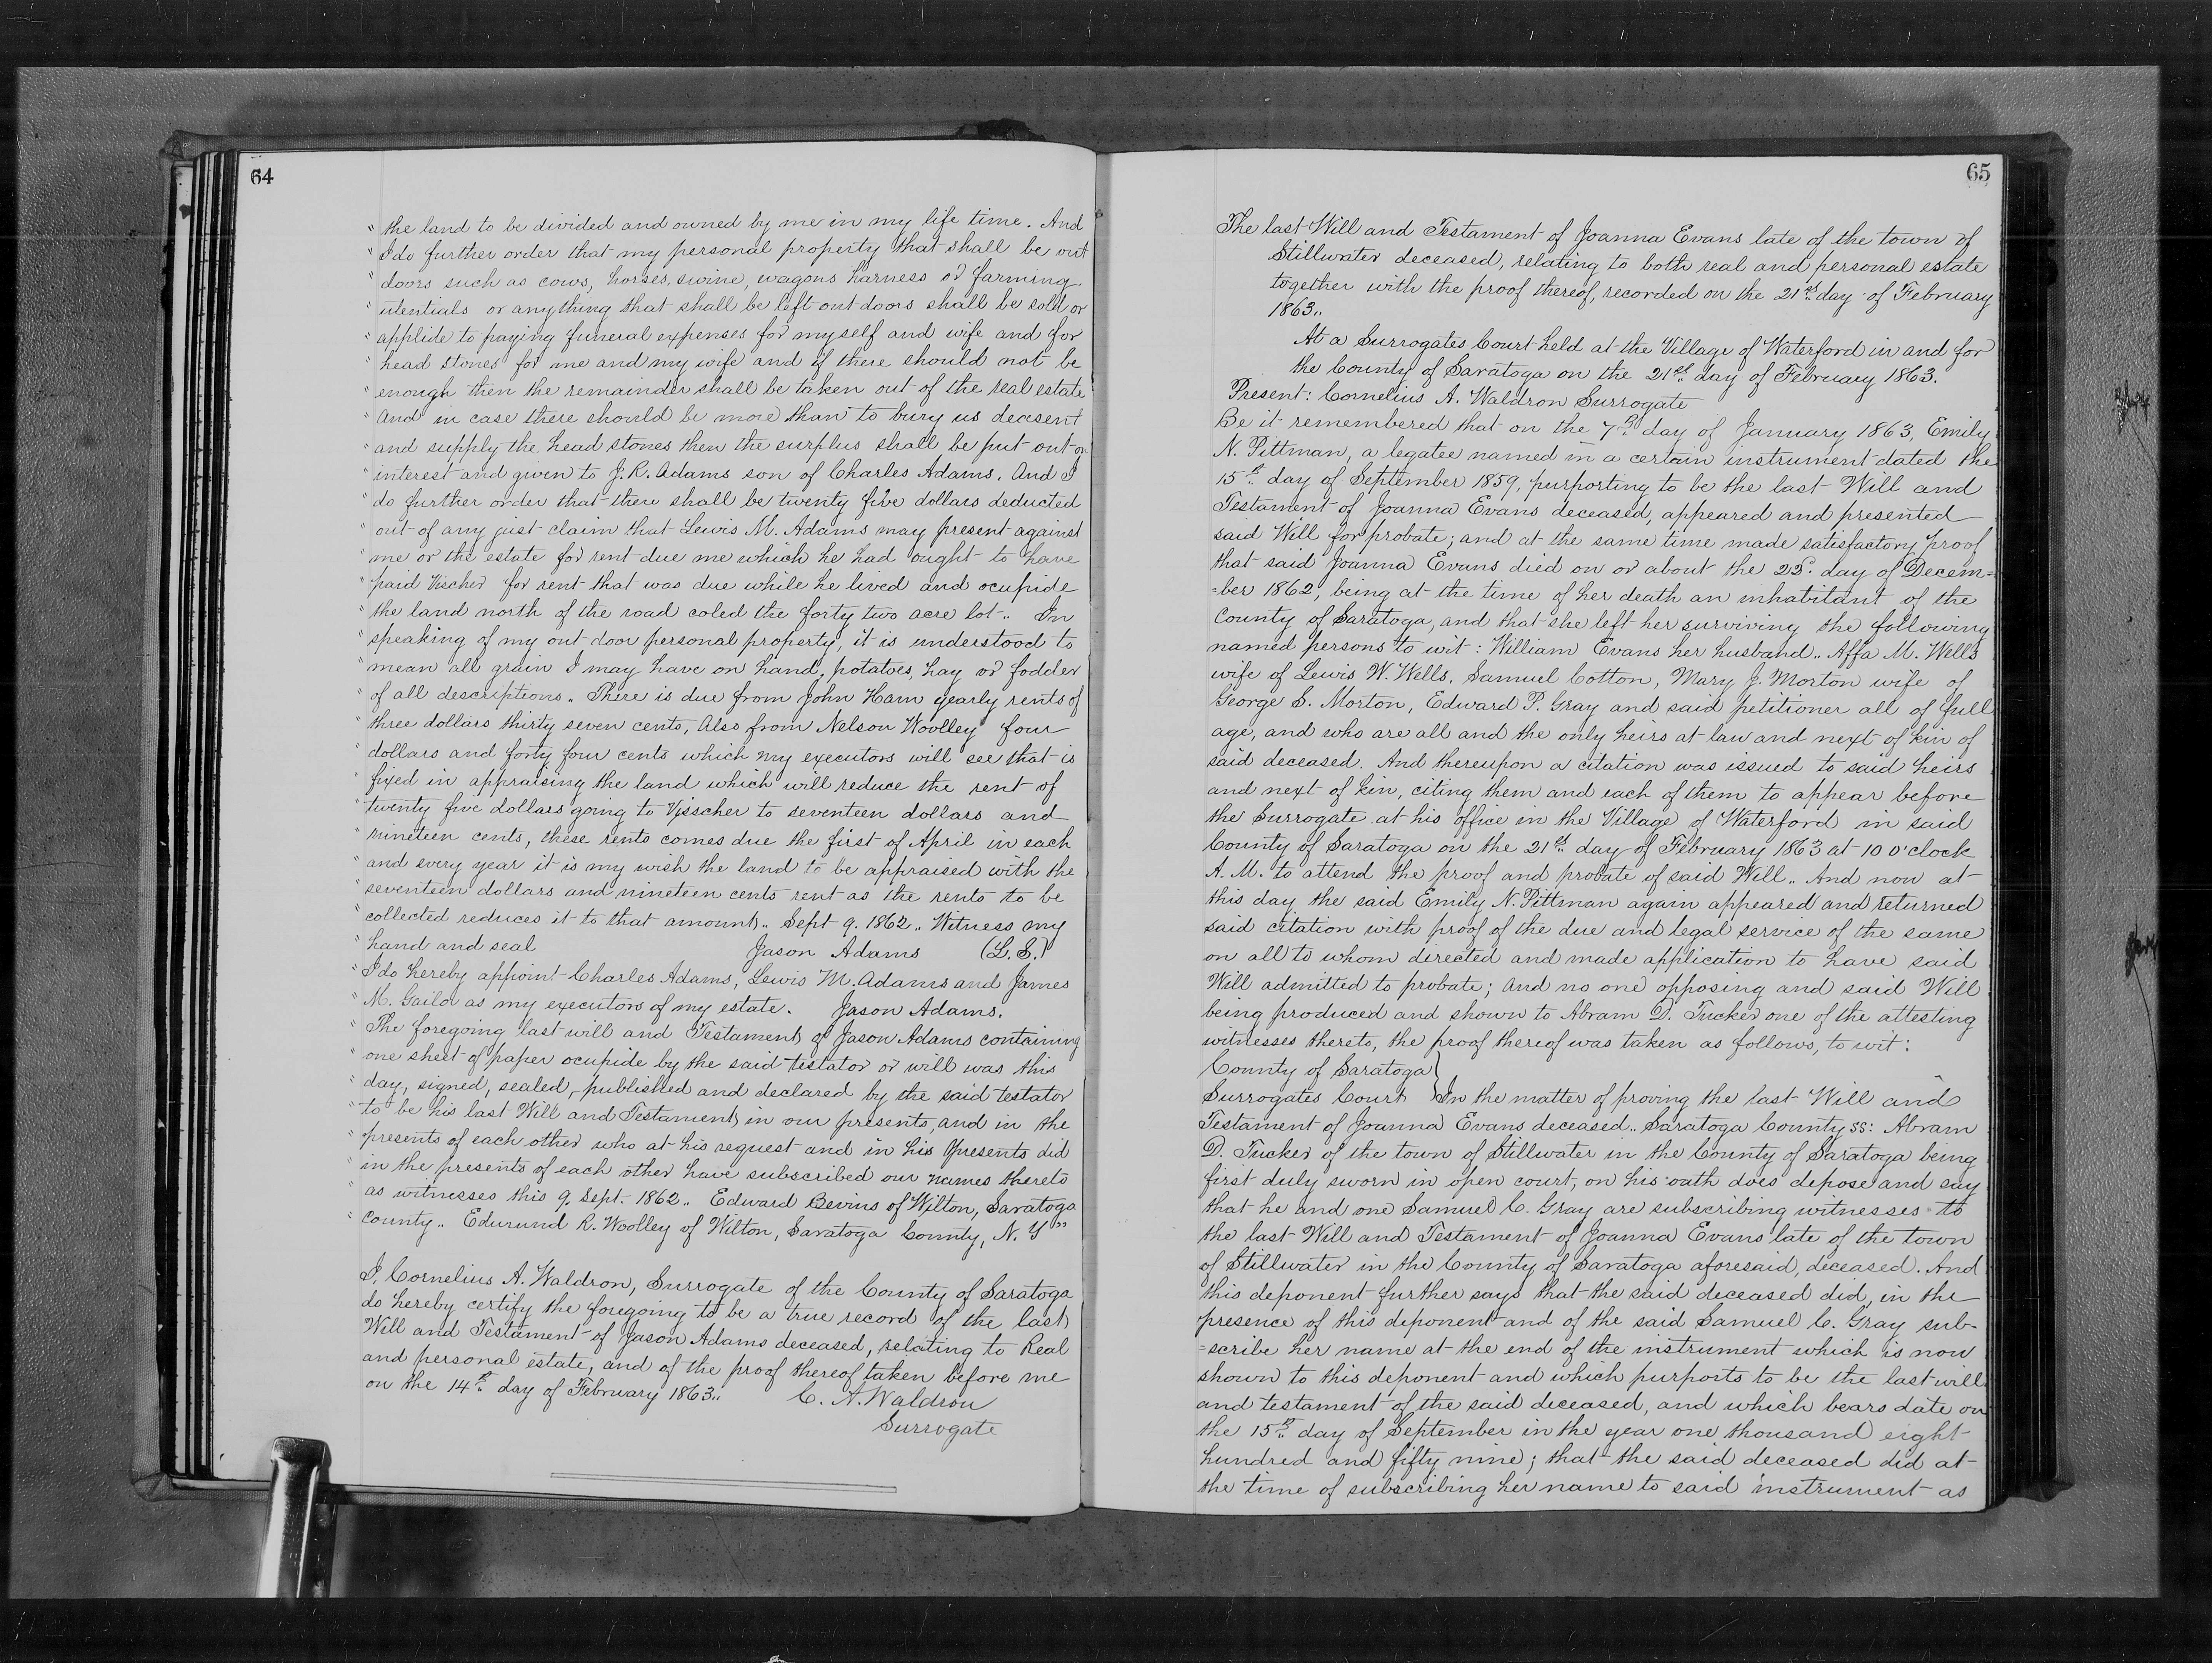 64
" the land to be divided and owned by me in my life time. And
" I do further order that my personal property that shall be out
" doors such as cows, horses, swine, wagons harness or farming
" utentials or anything that shall be left out doors shall be sold or
" applide to paying funeral expenses for myself and wife and for
" head stones for me and my wife and if there should not be
" enough then the remainder shall be taken out of the real estate
" And in case there should be more than to bury us decsent
" and supply the head stones then the surplus shall be put out on
" interest and given to J. R. Adams son of Charles Adams. And I
" do further order that there shall be twenty five dollars deducted
" out of any just claim that Lewis M. Adams may present against
" me or the estate for rent due me which he had ought to have
" paid Vischer for rent that was due while he lived and ocupide
" the land north of the road coled the forty two acre lot.. In
" speaking of my out door personal property, it is understood to
" mean all grain I may have on hand, potatoes, hay or fodder
" of all descriptions. There is due from John Ham yearly rents of
" three dollars thirty seven cents, Also from Nelson Woolley four
" dollars and forty four cents which my executors will see that is
" fixed in appraising the land which will reduce the rent of
" twenty five dollars going to Visscher to seventeen dollars and
" nineteen cents, these rents comes due the first of April in each
" and every year it is my wish the land to be appraised with the
" seventeen dollars and nineteen cents rent as the rents to be
" collected reduces it to that amount.. Sept 9. 1862.. Witness my
" hand and seal Jason Adams (L.S.)
" I do hereby appoint Charles Adams, Lewis M. Adams and James
" M. Gailor as my executors of my estate. Jason Adams.
" The foregoing last will and Testament of Jason Adams containing
" one sheet of paper ocupide by the said testator or will was this
" day, signed, sealed, published and declared by the said testator
" to be his last Will and Testament in our presents, and in the
" presents of each other who at his request and in his presents did
" in the presents of each other have subscribed our names thereto
" as witnesses this 9. Sept. 1862.. Edward Bevins of Wilton, Saratoga
" County.. Edmund R. Woolley of Wilton, Saratoga County, N. Y"
I, Cornelius A. Waldron, Surrogate of the County of Saratoga
do hereby certify the foregoing to be a true record of the last
Will and Testament of Jason Adams deceased, relating to Real
and personal estate, and of the proof thereof taken before me
on the 14th day of February 1863.. C. A. Waldron
Surrogate
65
The last Will and Testament of Joanna Evans late of the town of
Stillwater deceased, relating to both real and personal estate
together with the proof thereof, recorded on the 21st day of February
1863..
At a Surrogates Court held at the Village of Waterford in and for
the County of Saratoga on the 21st day of February 1863.
Present: Cornelius A. Waldron Surrogate
Be it remembered that on the 7th day of January 1863, Emily
N. Pittman, a legatee named in a certain instrument dated the
15th day of September 1859, purporting to be the last Will and
Testament of Joanna Evans deceased, appeared and presented
said Will for probate; and at the same time made satisfactory proof
that said Joanna Evans died on or about the 25. day of Decem=
=ber 1862, being at the time of her death an inhabitant of the
County of Saratoga, and that she left her surviving the following
named persons to wit: William Evans her husband.. Affa M. Wells
wife of Lewis W. Wells, Samuel Cotton, Mary J. Morton wife of
George S. Morton, Edward P. Gray and said petitioner all of full
age, and who are all and the only heirs at law and next of kin of
said deceased. And thereupon a citation was issued to said heirs
and next of kin, citing them and each of them to appear before
the Surrogate at his office in the Village of Waterford in said
County of Saratoga on the 21st day of February 1863 at 10 o'clock
A. M. to attend the proof and probate of said Will.. And now at
this day the said Emily N. Pittman again appeared and returned
said citation with proof of the due and legal service of the same
on all to whom directed and made application to have said
Will admitted to probate; and no one opposing and said Will
being produced and shown to Abram D. Tucker one of the attesting
witnesses thereto, the proof thereof was taken as follows, to wit:
County of Saratoga }
Surrogates Court } In the matter of proving the last Will and
Testament of Joanna Evans deceased.. Saratoga County ss: Abram
D. Tucker of the town of Stillwater in the County of Saratoga being
first duly sworn in open court, on his oath does depose and say
that he and one Samuel C. Gray are subscribing witnesses to
the last Will and Testament of Joanna Evans late of the town
of Stillwater in the County of Saratoga aforesaid, deceased. And
this deponent further says that the said deceased did, in the
presence of this deponent and of the said Samuel C. Gray sub-
=scribe her name at the end of the instrument which is now
shown to this deponent and which purports to be the last will
and testament of the said deceased, and which bears date on
the 15th day of September in the year one thousand eight
hundred and fifty nine; that the said deceased did at
the time of subscribing her name to said instrument as